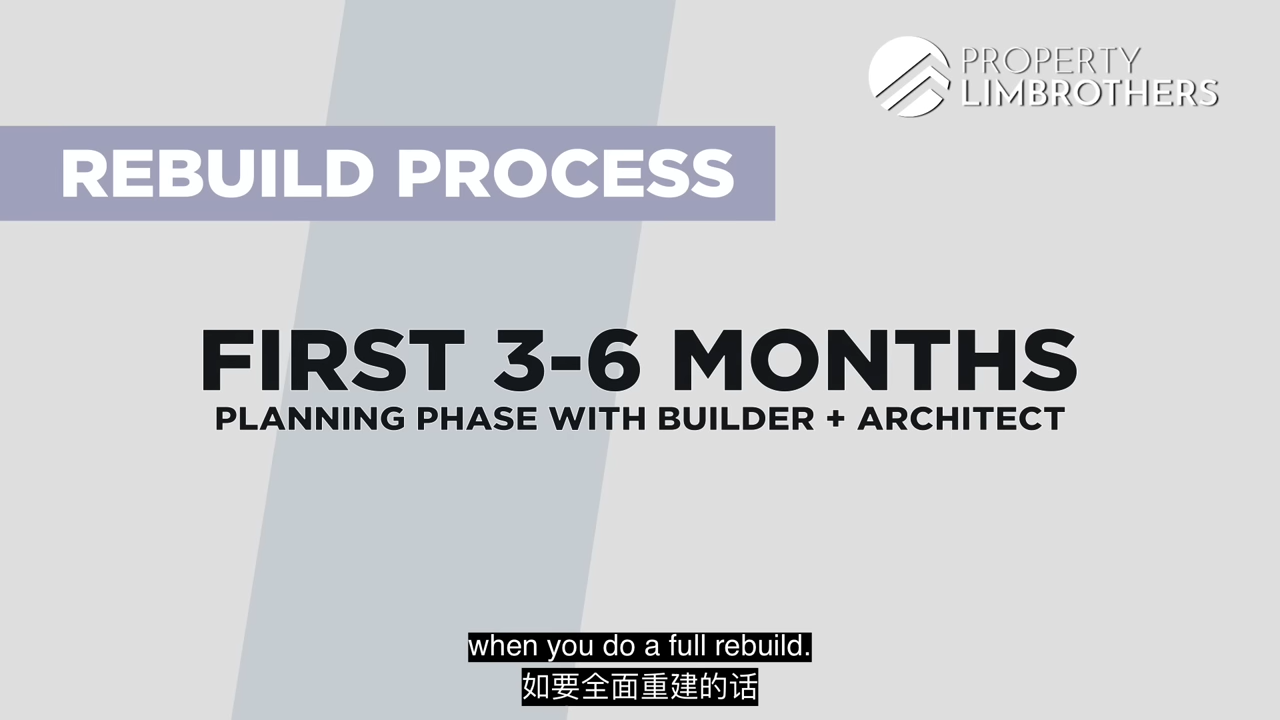 PROPERTY
LIMBROTHERS
REBUILD PROCESS
FIRST 3-6 MONTHS
PLANNING PHASE WITH BUILDER + ARCHITECT
when you do a full rebuild.
如要全面重建的话